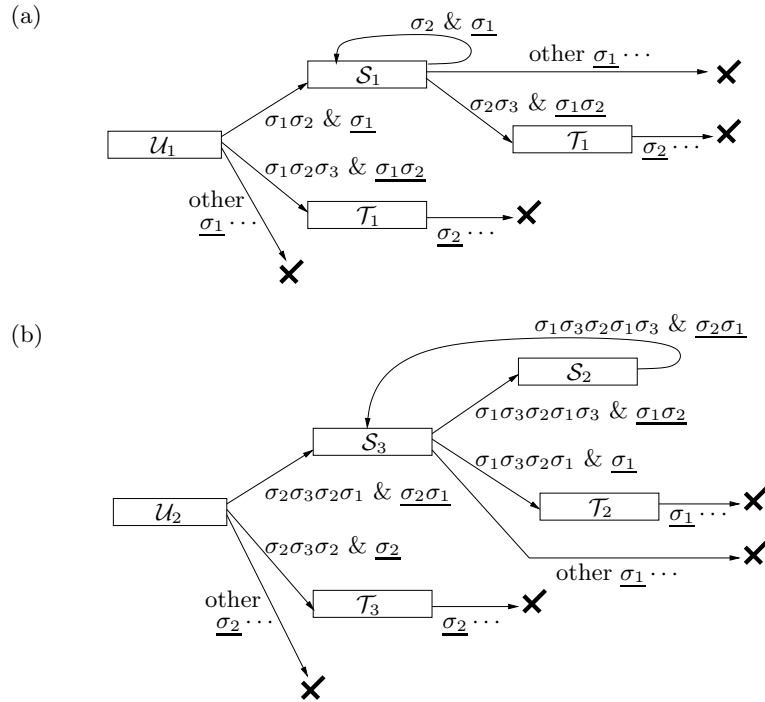 (a)
σ₂ & <u>σ₁</u>
S₁
other <u>σ₁</u> ···
σ₁σ₂ & <u>σ₁</u>
σ₂σ₃ & <u>σ₁σ₂</u>
U₁
T₁
<u>σ₂</u> ···
σ₁σ₂σ₃ & <u>σ₁σ₂</u>
other
<u>σ₁</u> ···
T₁
<u>σ₂</u> ···
(b)
σ₁σ₃σ₂σ₁σ₃ & <u>σ₂σ₁</u>
S₂
σ₁σ₃σ₂σ₁σ₃ & <u>σ₁σ₂</u>
S₃
σ₁σ₃σ₂σ₁ & <u>σ₁</u>
σ₂σ₃σ₂σ₁ & <u>σ₂σ₁</u>
U₂
T₂
<u>σ₁</u> ···
σ₂σ₃σ₂ & <u>σ₂</u>
other <u>σ₁</u> ···
other
<u>σ₂</u> ···
T₃
<u>σ₂</u> ···